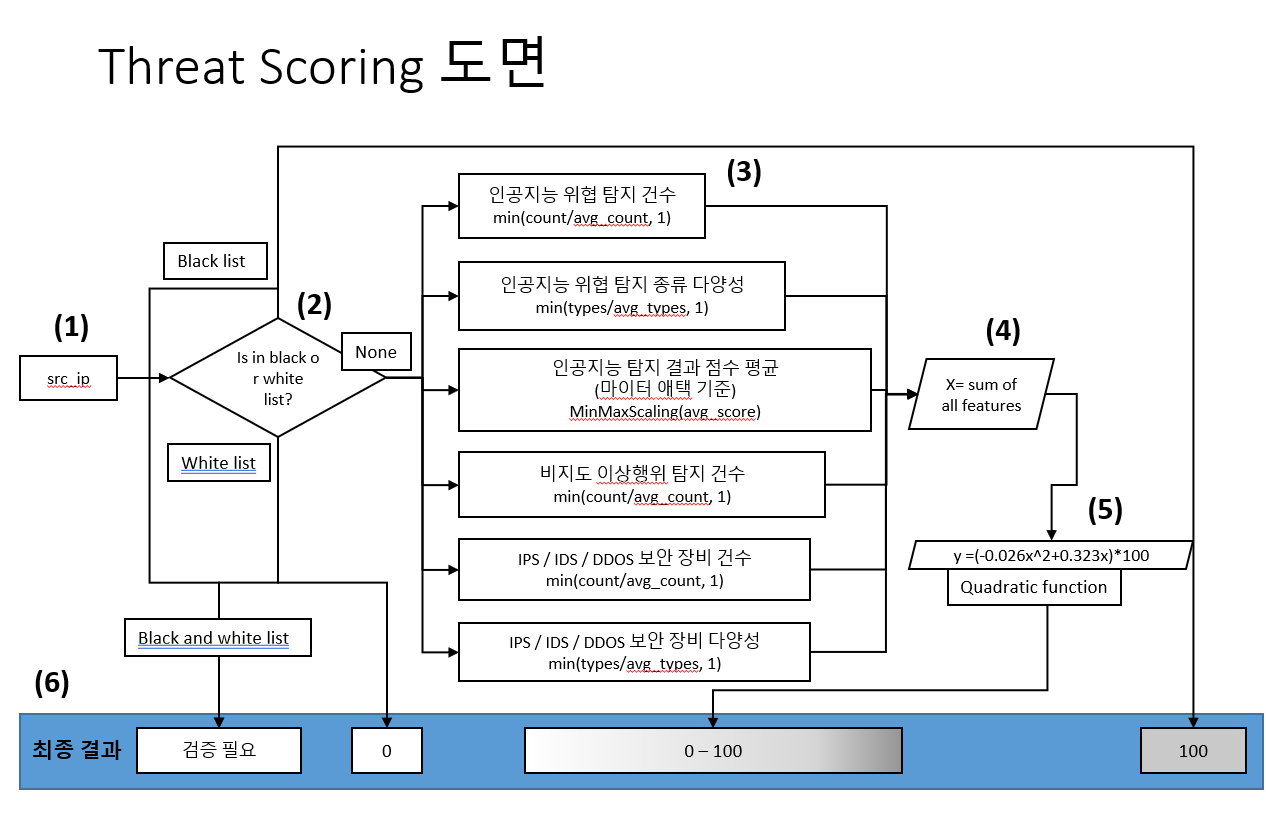 Threat Scoring 도면
(1)
src_ip
Black list
(2)
Is in black o
r white
list?
None
White list
Black and white list
(3)
인공지능 위협 탐지 건수
min(count/avg_count, 1)
인공지능 위협 탐지 종류 다양성
min(types/avg_types, 1)
인공지능 탐지 결과 점수 평균
(마이터 애택 기준)
MinMaxScaling(avg_score)
비지도 이상행위 탐지 건수
min(count/avg_count, 1)
IPS / IDS / DDOS 보안 장비 건수
min(count/avg_count, 1)
IPS / IDS / DDOS 보안 장비 다양성
min(types/avg_types, 1)
(4)
X= sum of
all features
(5)
y =(-0.026x^2+0.323x)*100
Quadratic function
(6)
최종 결과
검증 필요
0
0 – 100
100